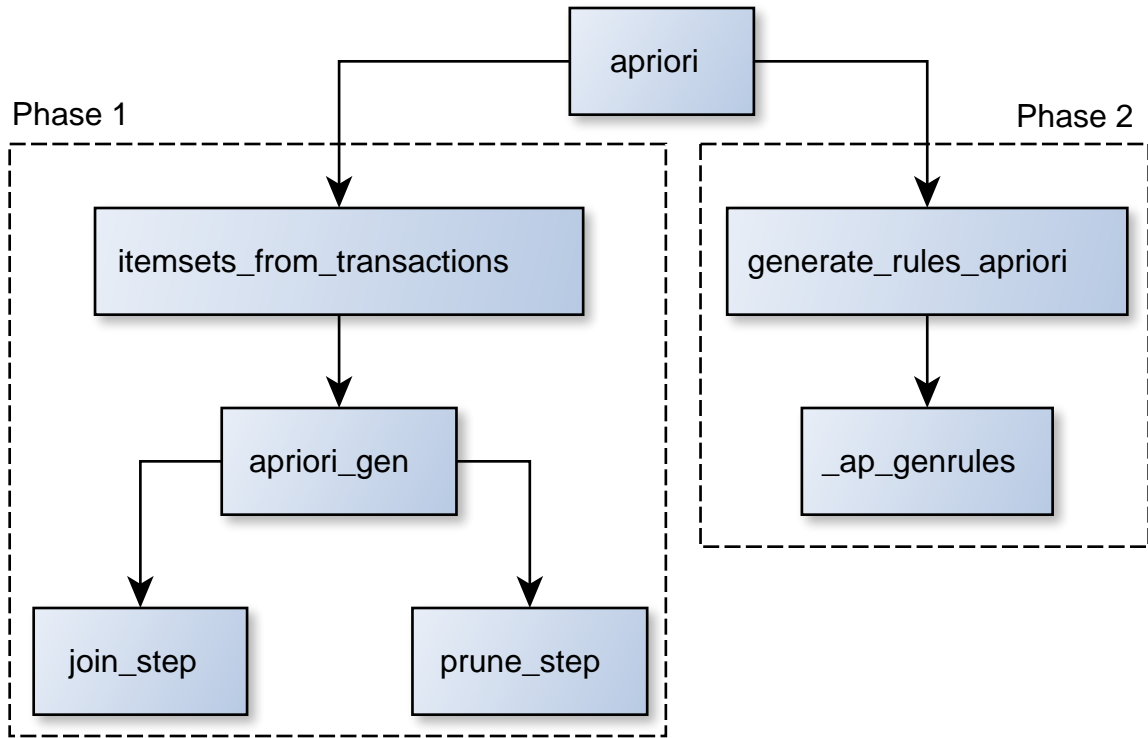 apriori
Phase 1
Phase 2
itemsets_from_transactions
generate_rules_apriori
apriori_gen
_ap_genrules
join_step
prune_step